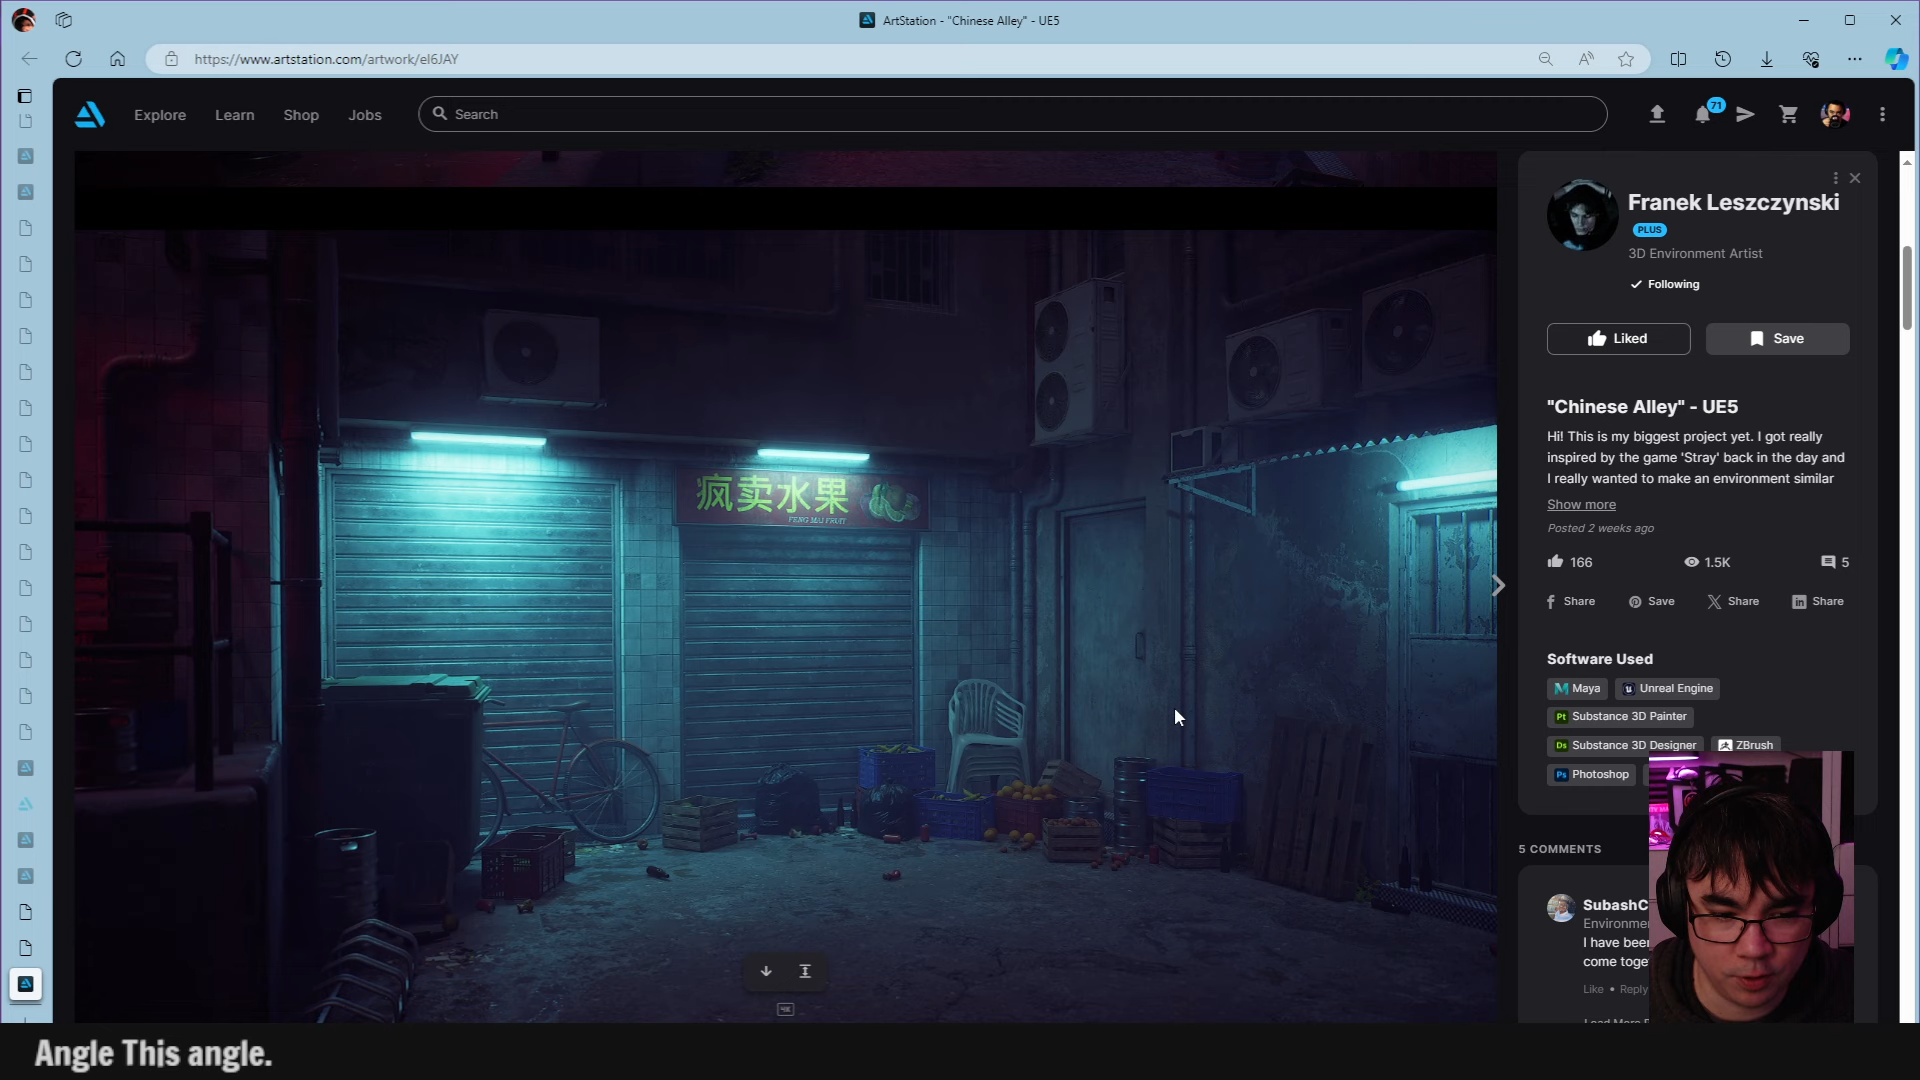 ArtStation - "Chinese Alley" - UE5
https://www.artstation.com/artwork/el6JAY
Explore
Learn
Shop
Jobs
Search
71
Franek Leszczynski
PLUS
3D Environment Artist
Following
Liked
Save
"Chinese Alley" - UE5
Hi! This is my biggest project yet. I got really
inspired by the game 'Stray' back in the day and
I really wanted to make an environment similar
Show more
Posted 2 weeks ago
166
1.5K
5
Share
Save
Share
Share
Software Used
Maya
Unreal Engine
Substance 3D Painter
Substance 3D Designer
ZBrush
Photoshop
5 COMMENTS
SubashC
Environme
I have been
come toge
Like • Reply
疯卖水果
FENG MAI FRUIT
4K
Angle This angle.